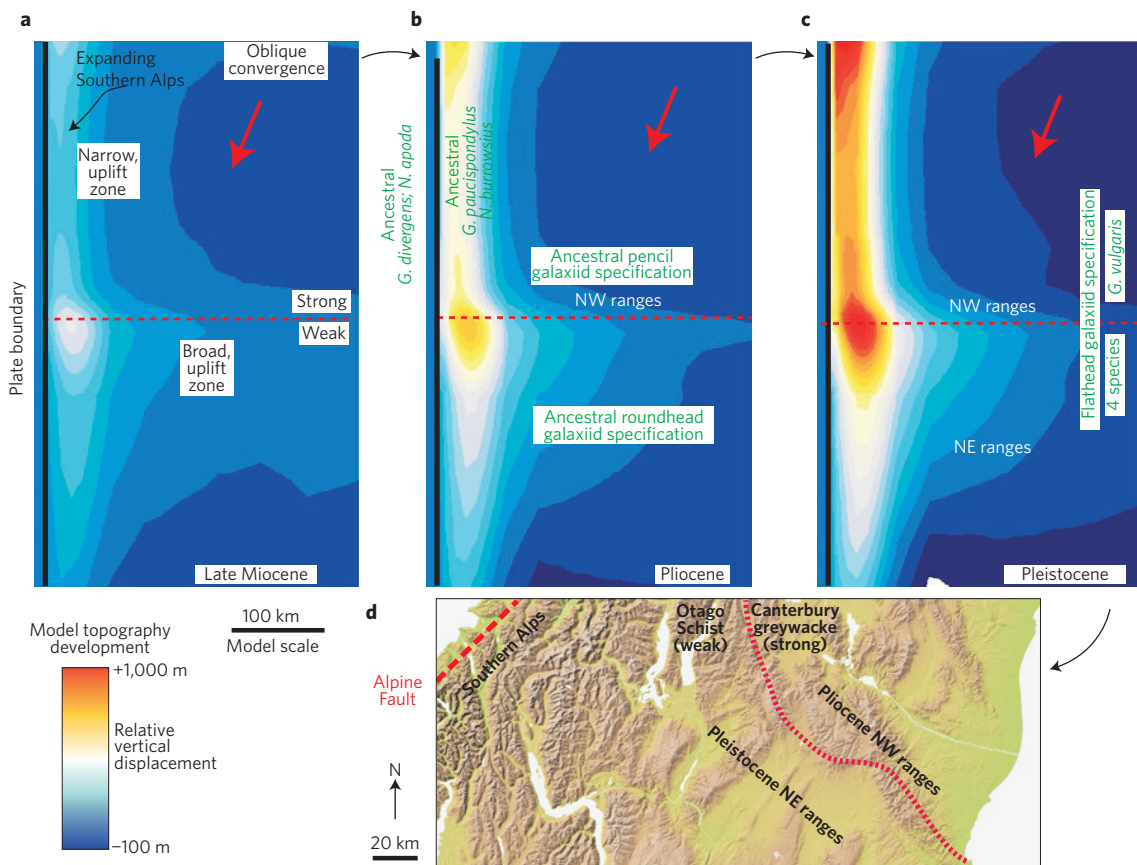 a
Expanding
Southern Alps
Oblique
convergence
Narrow,
uplift
zone
Plate boundary
Strong
Weak
Broad,
uplift
zone
Late Miocene
b
Ancestral
G. divergens; N. apoda
Ancestral
G. paucispondylus
N. burrowsius
Ancestral pencil
galaxiid specification
NW ranges
Ancestral roundhead
galaxiid specification
Pliocene
c
NW ranges
Flathead galaxiid specification
G. vulgaris
4 species
NE ranges
Pleistocene
Model topography
development
+1,000 m
Relative
vertical
displacement
−100 m
100 km
Model scale
d
Alpine
Fault
Southern Alps
Otago
Schist
(weak)
Canterbury
greywacke
(strong)
Pliocene NW ranges
Pleistocene NE ranges
N
20 km